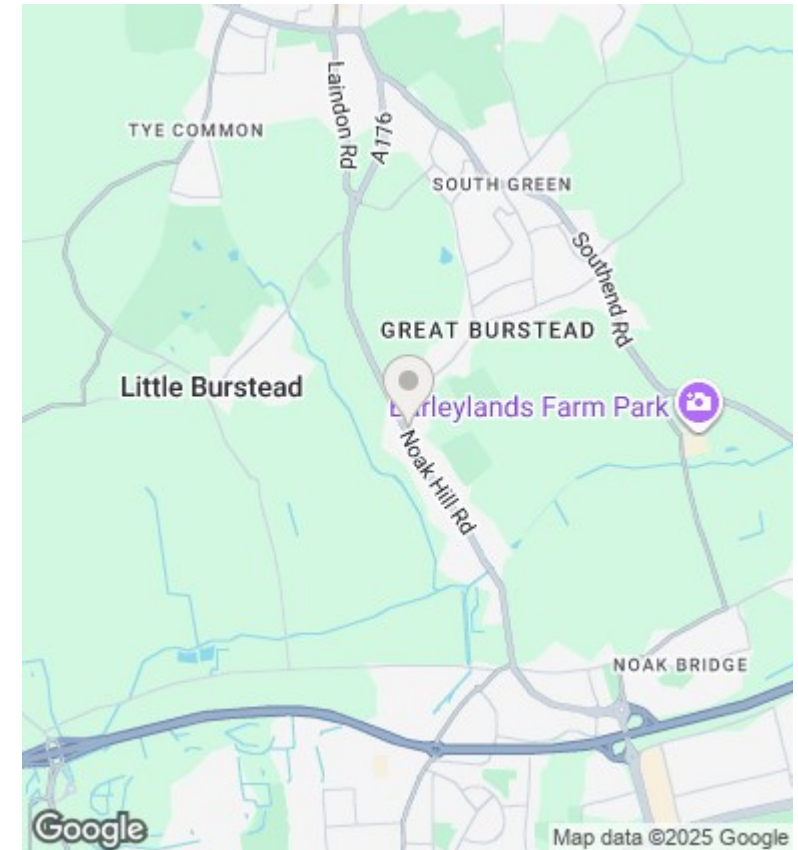 Laindon Rd
A176
TYE COMMON
SOUTH GREEN
Southend Rd
GREAT BURSTEAD
Little Burstead
Farm Park
Noak Hill Rd
NOAK BRIDGE
Google
Map data ©2025 Google